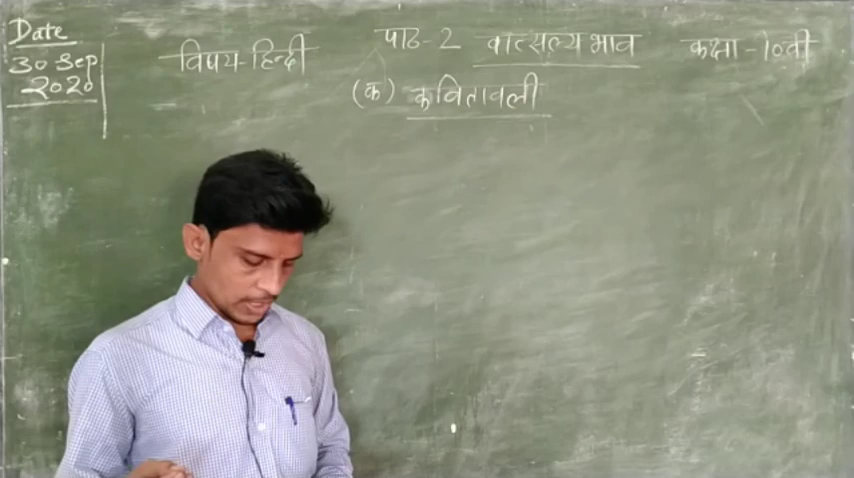 Date
30 Sep
2020
विषय-हिन्दी
पाठ-2 वात्सल्य भाव
कक्षा-10वी
(क) कवितावली